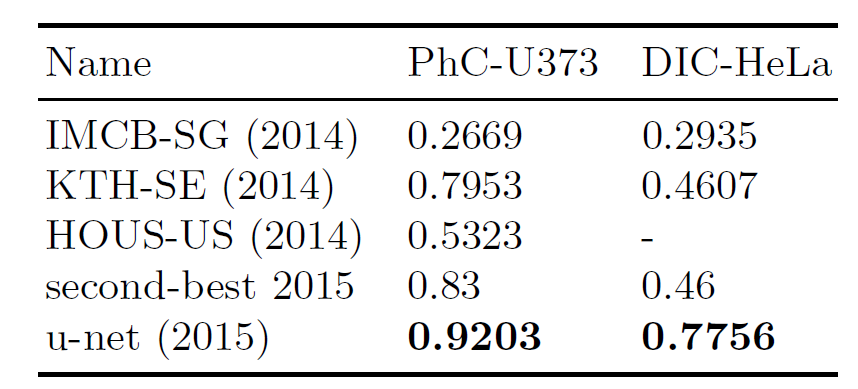 Name PhC-U373 DIC-HeLa
IMCB-SG (2014) 0.2669 0.2935
KTH-SE (2014) 0.7953 0.4607
HOUS-US (2014) 0.5323 -
second-best 2015 0.83 0.46
u-net (2015) 0.9203 0.7756